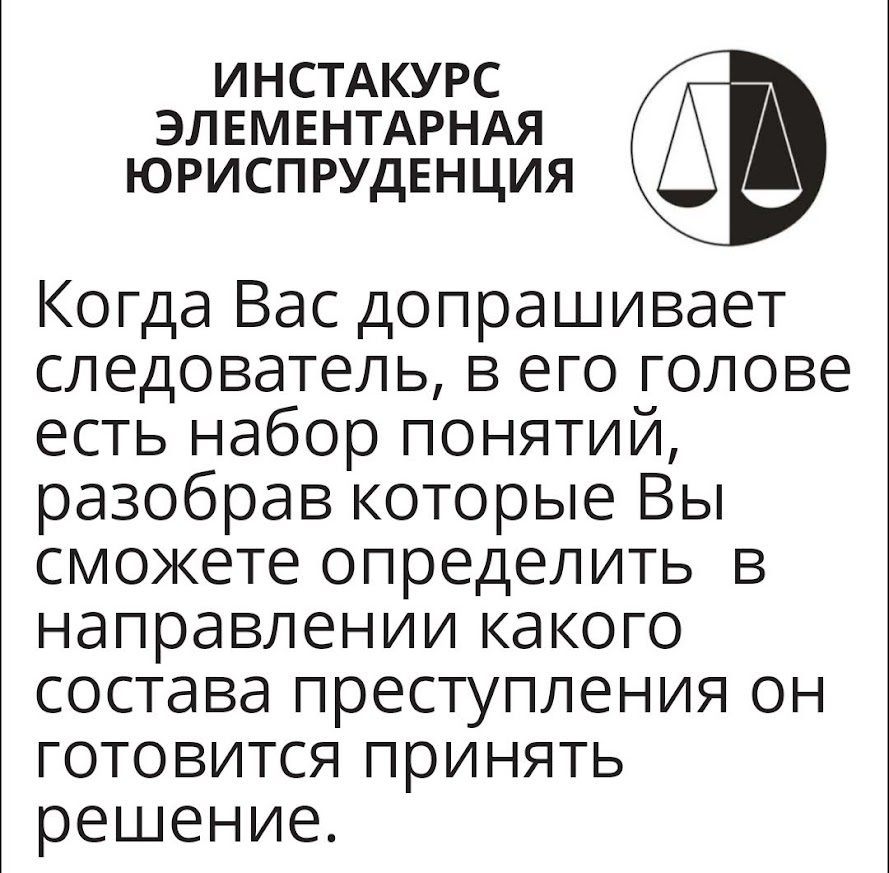 ИНСТАКУРС
ЭЛЕМЕНТАРНАЯ
ЮРИСПРУДЕНЦИЯ
Когда Вас допрашивает
следователь, в его голове
есть набор понятий,
разобрав которые Вы
сможете определить  в
направлении какого
состава преступления он
готовится принять
решение.